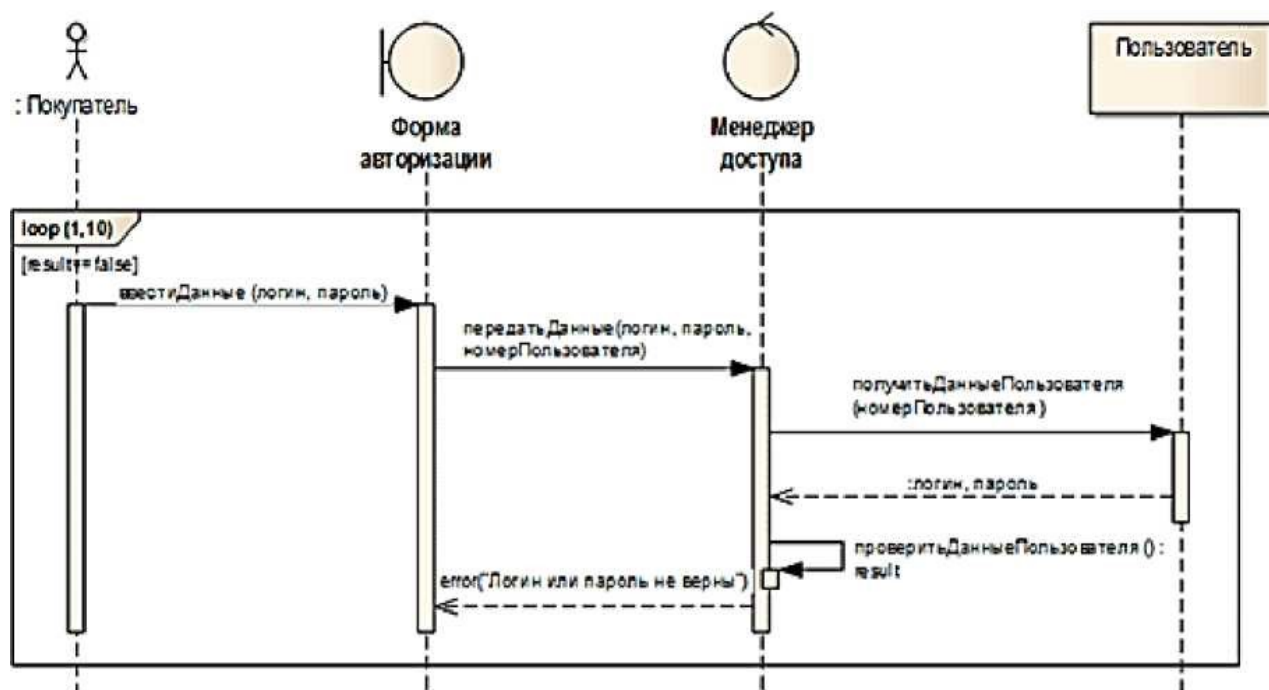 : Покупатель
Форма
авторизации
Менеджер
доступа
Пользователь
loop (1,10)
[result== false]
ввестиДанные (логин, пароль)
передатьДанные(логин, пароль,
номерПользователя)
получитьДанныеПользователя
(номерПользователя )
:логин, пароль
проверитьДанныеПользователя () :
result
error("Логин или пароль не верны")